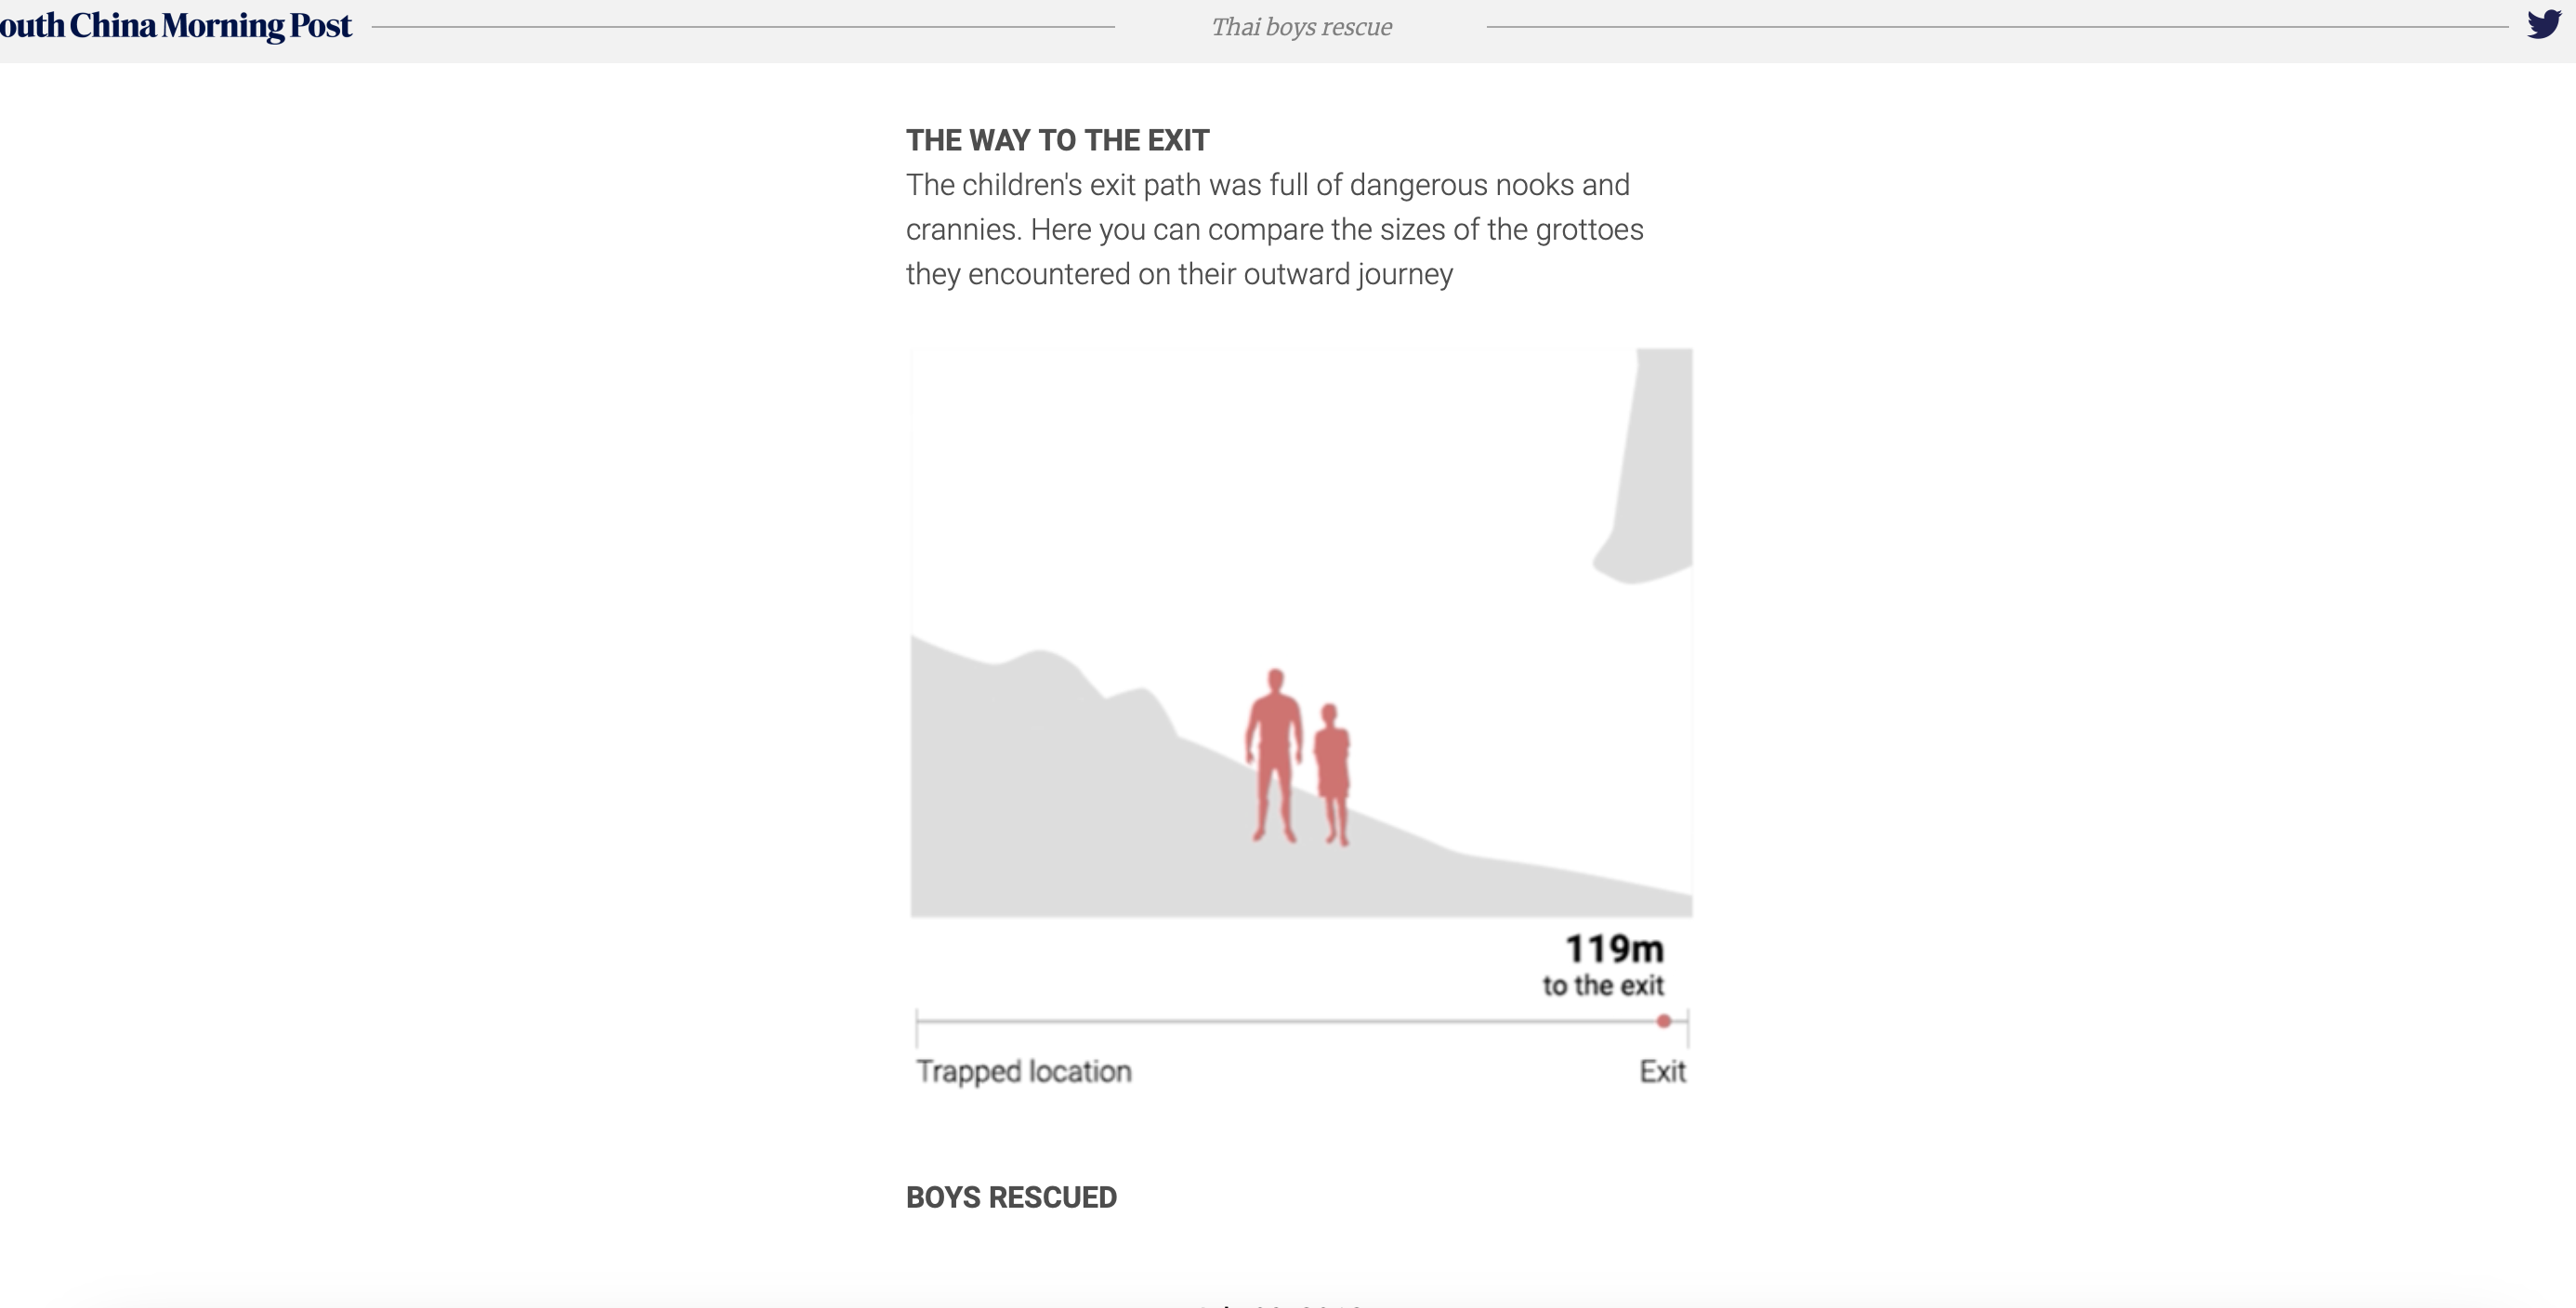 outh China Morning Post
Thai boys rescue
THE WAY TO THE EXIT
The children's exit path was full of dangerous nooks and
crannies. Here you can compare the sizes of the grottoes
they encountered on their outward journey
119m
to the exit
Trapped location
Exit
BOYS RESCUED